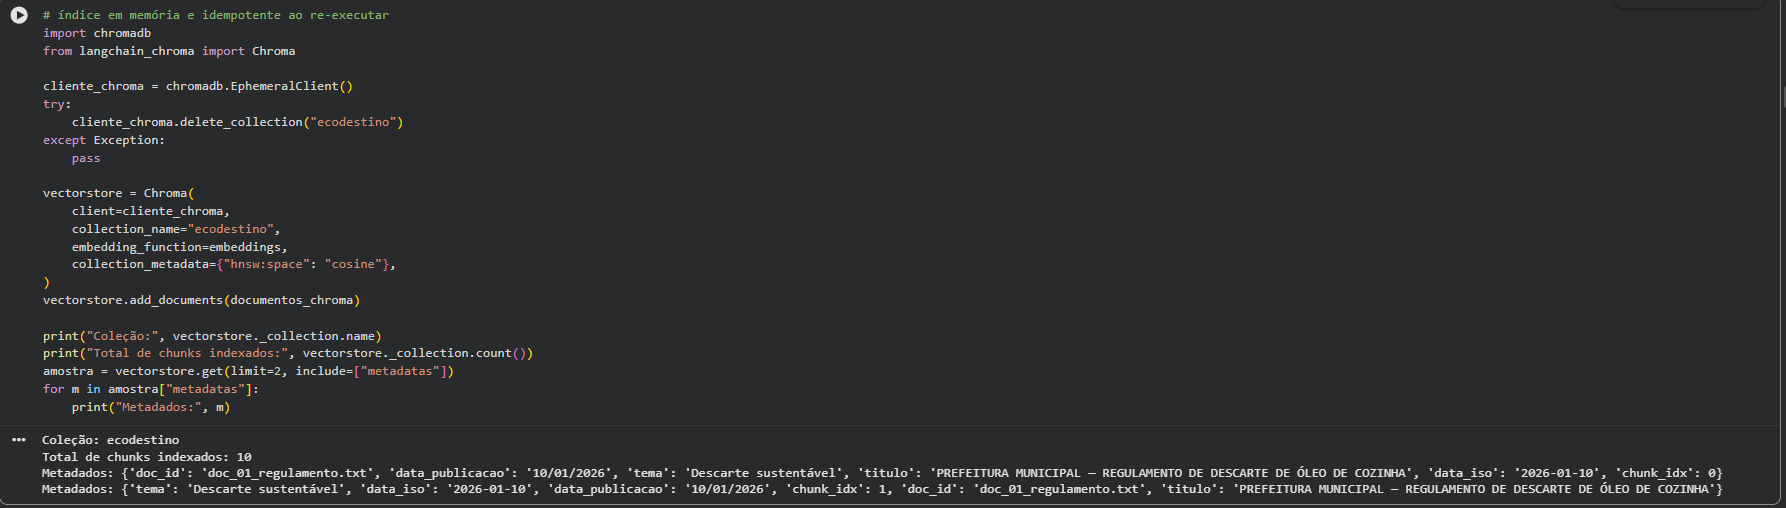 # índice em memória e idempotente ao re-executar
import chromadb
from langchain_chroma import Chroma

cliente_chroma = chromadb.EphemeralClient()
try:
    cliente_chroma.delete_collection("ecodestino")
except Exception:
    pass

vectorstore = Chroma(
    client=cliente_chroma,
    collection_name="ecodestino",
    embedding_function=embeddings,
    collection_metadata={"hnsw:space": "cosine"},
)
vectorstore.add_documents(documentos_chroma)

print("Coleção:", vectorstore._collection.name)
print("Total de chunks indexados:", vectorstore._collection.count())
amostra = vectorstore.get(limit=2, include=["metadatas"])
for m in amostra["metadatas"]:
    print("Metadados:", m)

Coleção: ecodestino
Total de chunks indexados: 10
Metadados: {'doc_id': 'doc_01_regulamento.txt', 'data_publicacao': '10/01/2026', 'tema': 'Descarte sustentável', 'titulo': 'PREFEITURA MUNICIPAL — REGULAMENTO DE DESCARTE DE ÓLEO DE COZINHA', 'data_iso': '2026-01-10', 'chunk_idx': 0}
Metadados: {'tema': 'Descarte sustentável', 'data_iso': '2026-01-10', 'data_publicacao': '10/01/2026', 'chunk_idx': 1, 'doc_id': 'doc_01_regulamento.txt', 'titulo': 'PREFEITURA MUNICIPAL — REGULAMENTO DE DESCARTE DE ÓLEO DE COZINHA'}